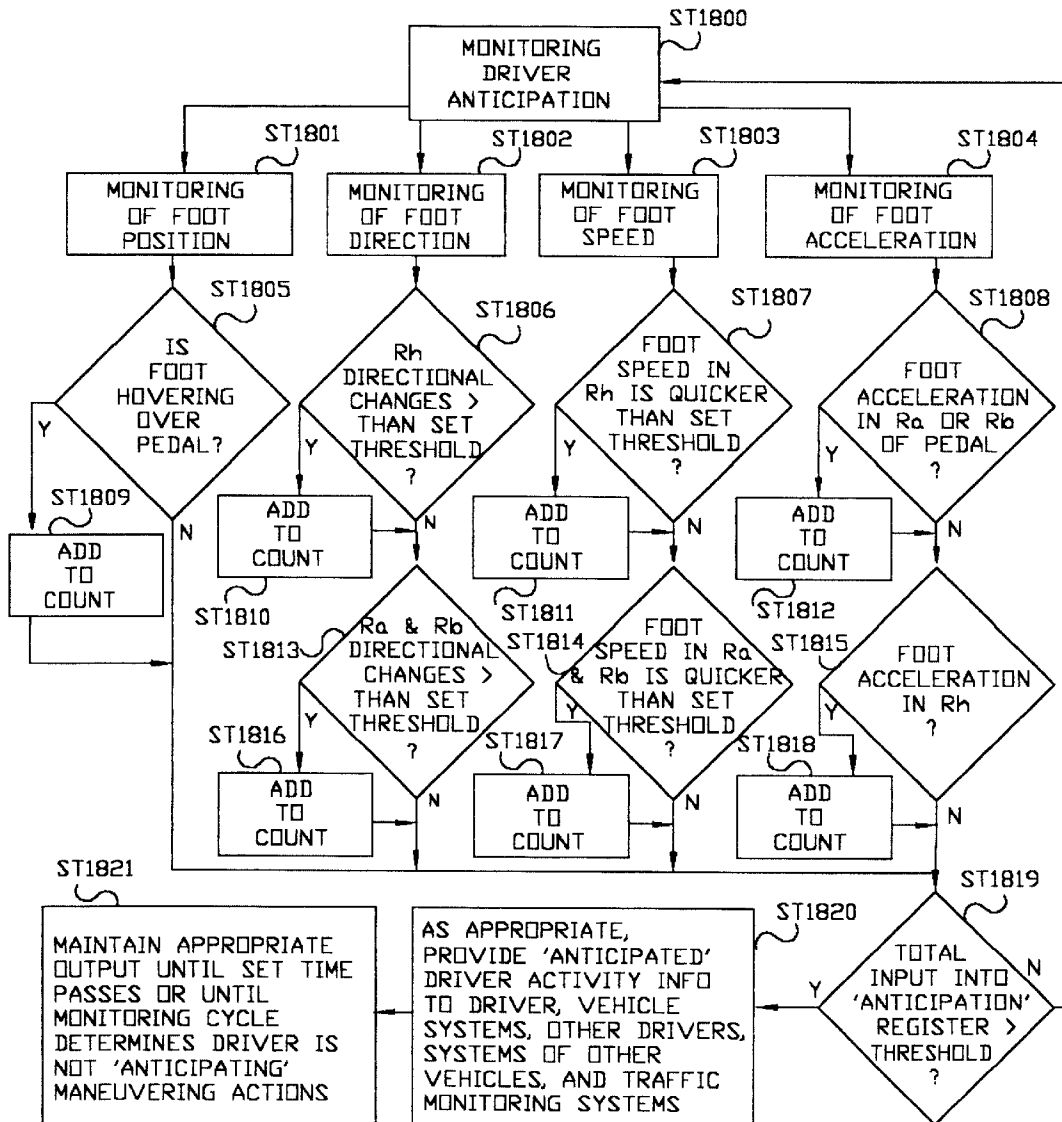 ST1800
MONITORING
DRIVER
ANTICIPATION
ST1801
ST1802
ST1803
ST1804
MONITORING
OF FOOT
POSITION
MONITORING
OF FOOT
DIRECTION
MONITORING
OF FOOT
SPEED
MONITORING
OF FOOT
ACCELERATION
ST1805
ST1806
ST1807
ST1808
IS
FOOT
HOVERING
OVER
PEDAL?
Y
N
Rh
DIRECTIONAL
CHANGES >
THAN SET
THRESHOLD
?
Y
N
FOOT
SPEED IN
Rh IS QUICKER
THAN SET
THRESHOLD
?
Y
N
FOOT
ACCELERATION
IN Ra OR Rb
OF PEDAL
?
Y
N
ST1809
ADD
TO
COUNT
ADD
TO
COUNT
ST1810
ADD
TO
COUNT
ST1811
ADD
TO
COUNT
ST1812
ST1813
Ra & Rb
DIRECTIONAL
CHANGES >
THAN SET
THRESHOLD
?
Y
N
ST1814
FOOT
SPEED IN Ra
& Rb IS QUICKER
THAN SET
THRESHOLD
?
Y
N
ST1815
FOOT
ACCELERATION
IN Rh
?
Y
N
ST1816
ADD
TO
COUNT
ST1817
ADD
TO
COUNT
ST1818
ADD
TO
COUNT
ST1819
TOTAL
INPUT INTO
'ANTICIPATION'
REGISTER >
THRESHOLD
?
Y
N
ST1820
AS APPROPRIATE,
PROVIDE 'ANTICIPATED'
DRIVER ACTIVITY INFO
TO DRIVER, VEHICLE
SYSTEMS, OTHER DRIVERS,
SYSTEMS OF OTHER
VEHICLES, AND TRAFFIC
MONITORING SYSTEMS
ST1821
MAINTAIN APPROPRIATE
OUTPUT UNTIL SET TIME
PASSES OR UNTIL
MONITORING CYCLE
DETERMINES DRIVER IS
NOT 'ANTICIPATING'
MANEUVERING ACTIONS